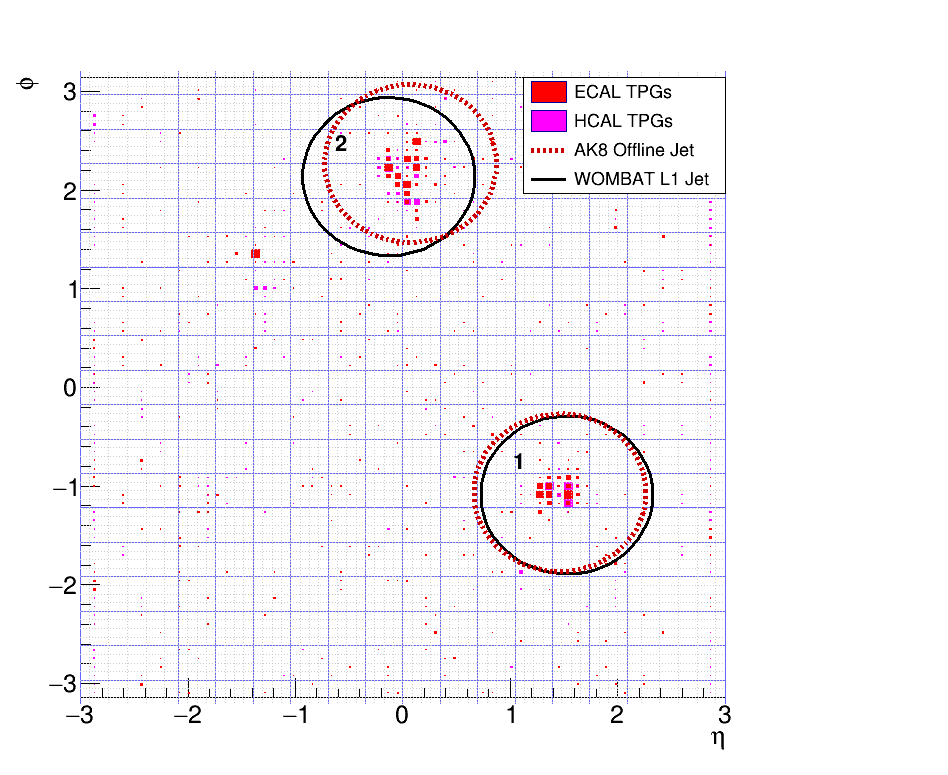 ϕ
3
2
1
0
−1
−2
−3
ECAL TPGs
HCAL TPGs
AK8 Offline Jet
WOMBAT L1 Jet
2
1
−3 −2 −1 0 1 2 3
η